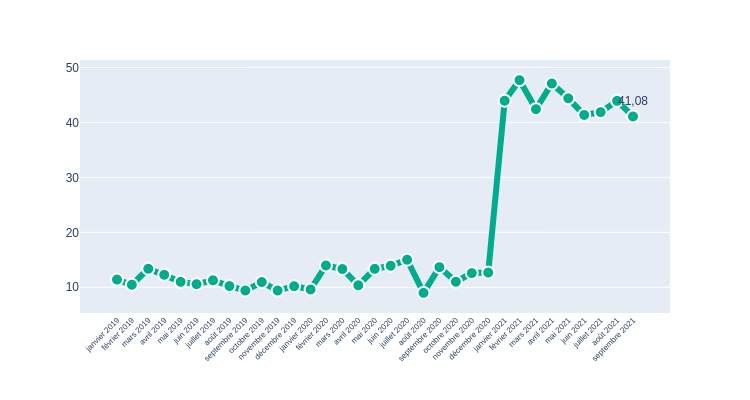 50
40
30
20
10
41,08
janvier 2019
février 2019
mars 2019
avril 2019
mai 2019
juin 2019
juillet 2019
août 2019
septembre 2019
octobre 2019
novembre 2019
décembre 2019
janvier 2020
février 2020
mars 2020
avril 2020
mai 2020
juin 2020
juillet 2020
août 2020
septembre 2020
octobre 2020
novembre 2020
décembre 2020
janvier 2021
février 2021
mars 2021
avril 2021
mai 2021
juin 2021
juillet 2021
août 2021
septembre 2021